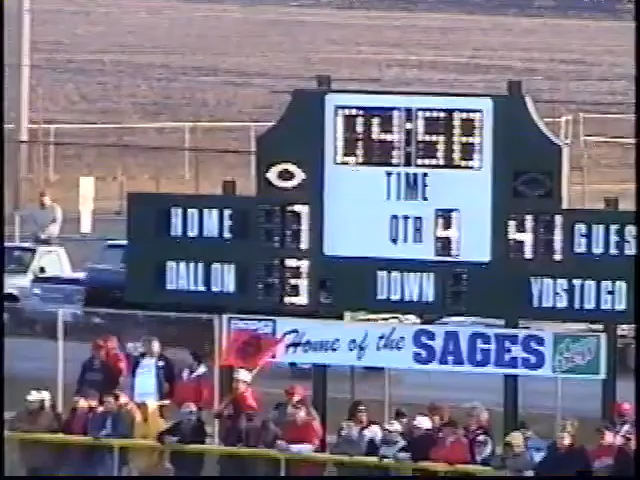 04:58
TIME
HOME 7 QTR 4 41 GUES
BALL ON 3 DOWN YDS TO GO
Home of the SAGES